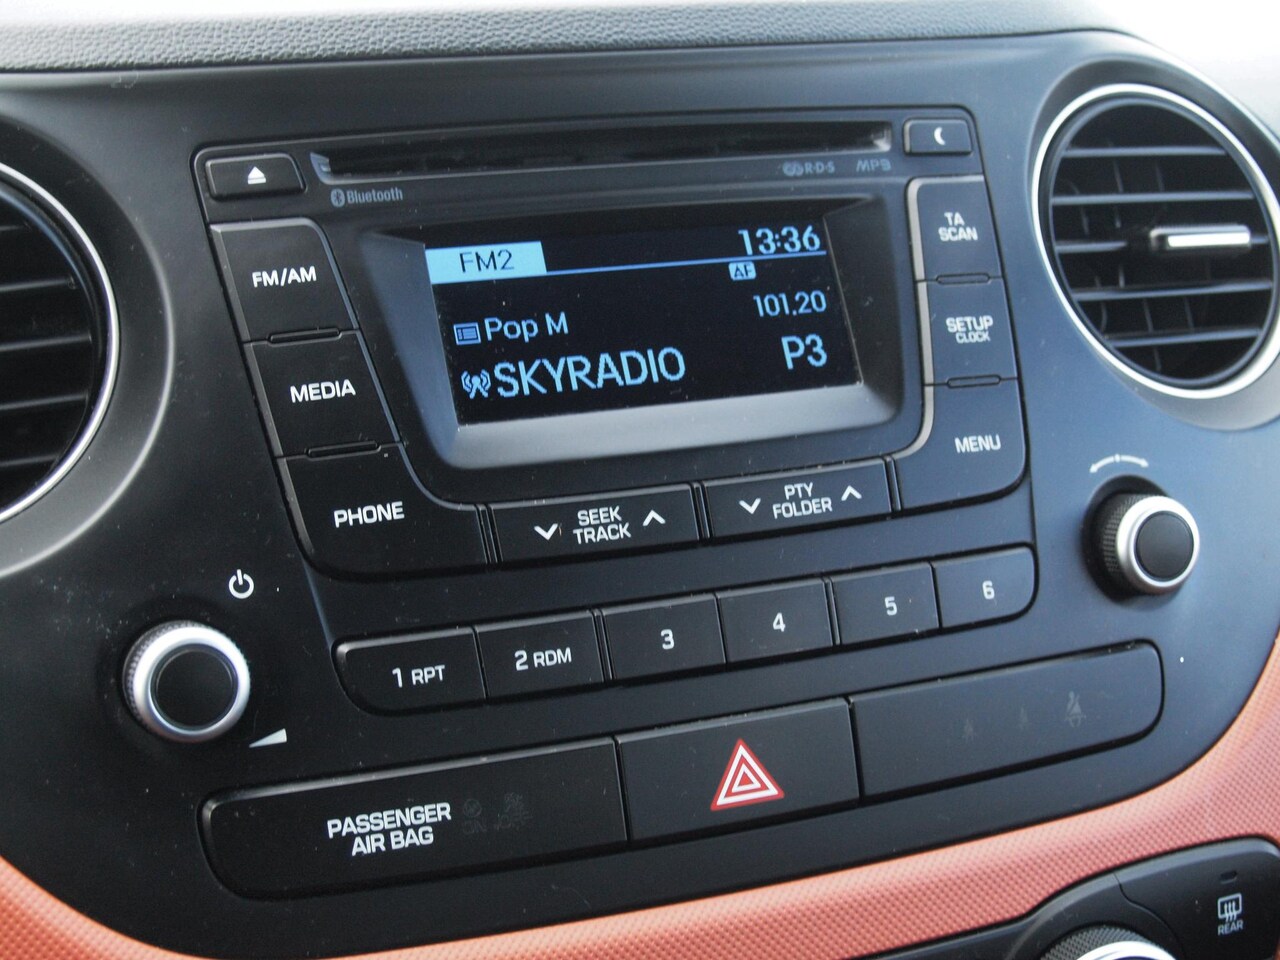 Bluetooth
R·D·S
MP3
FM/AM
MEDIA
PHONE
FM2
13:36
AF
Pop M
101.20
SKYRADIO
P3
TA
SCAN
SETUP
CLOCK
MENU
SEEK
TRACK
PTY
FOLDER
1 RPT
2 RDM
3
4
5
6
PASSENGER
AIR BAG
REAR